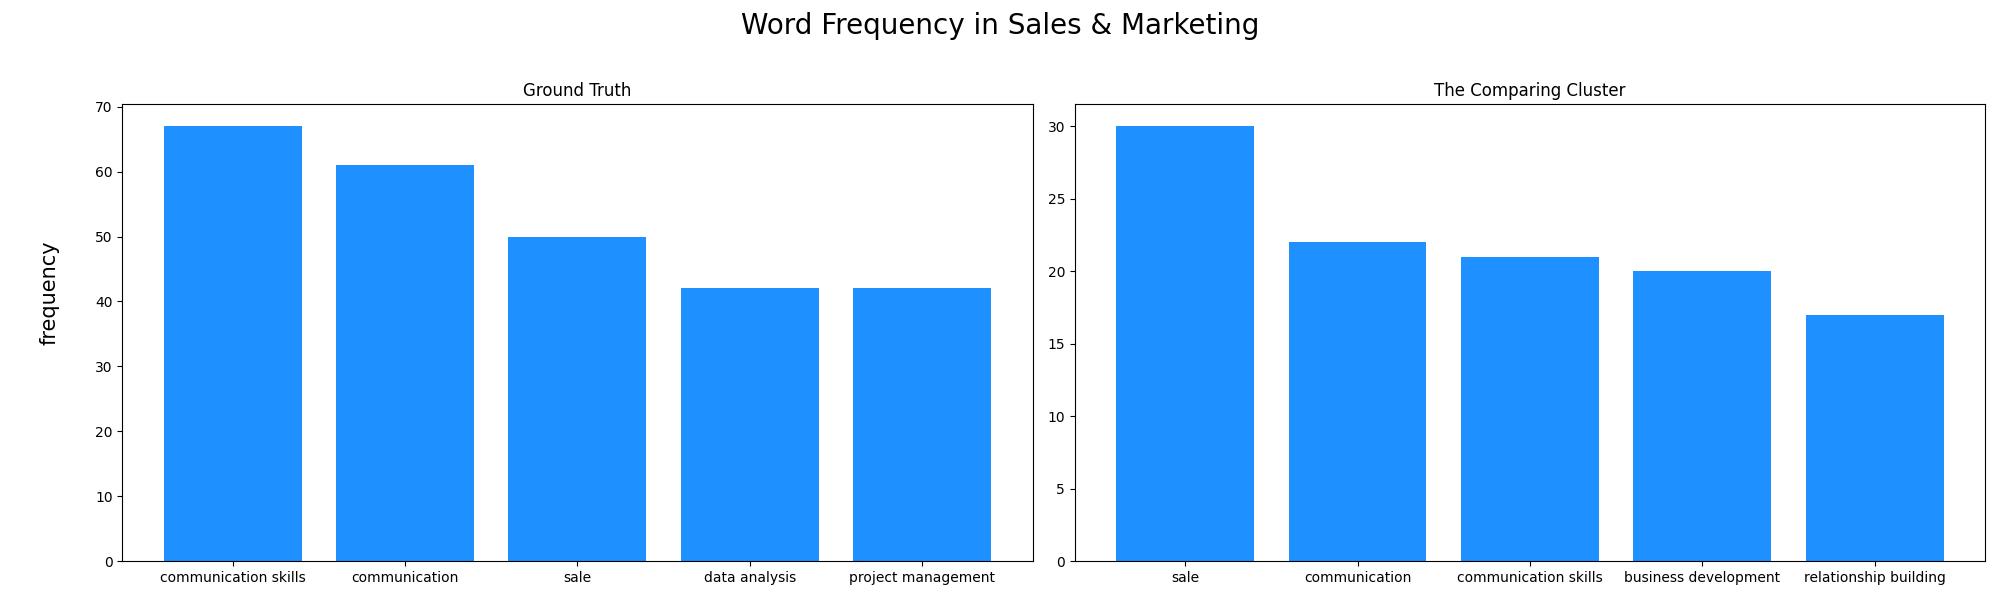 Word Frequency in Sales & Marketing
Ground Truth
frequency
70
60
50
40
30
20
10
0
communication skills communication sale data analysis project management
The Comparing Cluster
30
25
20
15
10
5
0
sale communication communication skills business development relationship building